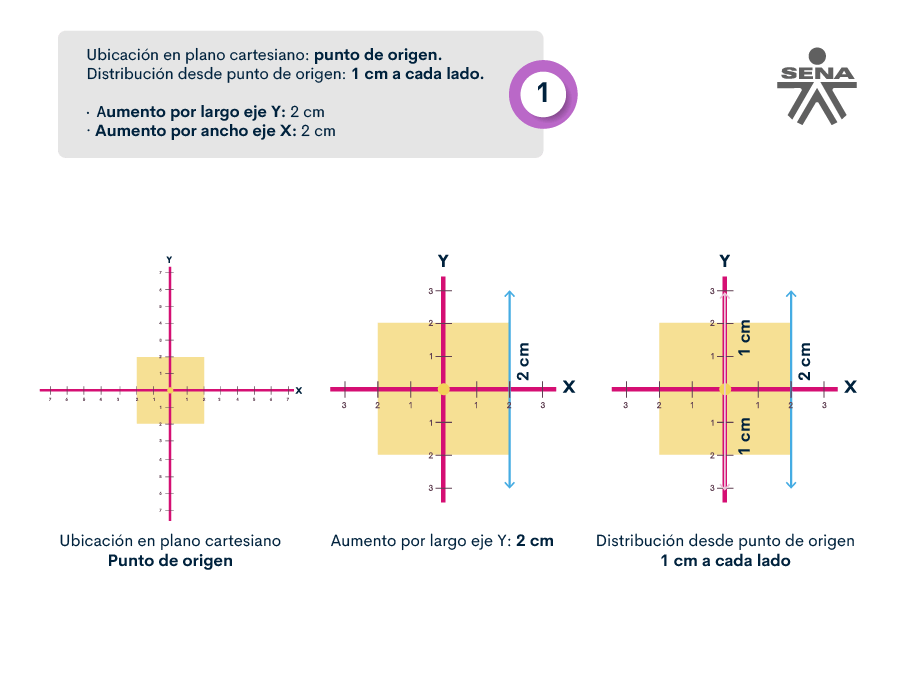 Ubicación en plano cartesiano: punto de origen.
Distribución desde punto de origen: 1 cm a cada lado.
· Aumento por largo eje Y: 2 cm
· Aumento por ancho eje X: 2 cm
1
SENA
Y
7
6
5
4
3
2
1
7 6 5 4 3 2 1 1 2 3 4 5 6 7 X
1
2
3
4
5
6
7
Ubicación en plano cartesiano
Punto de origen
Y
3
2
1
2 cm
X
3 2 1 1 2 3
1
2
3
Aumento por largo eje Y: 2 cm
Y
3
2
1
1 cm
2 cm
X
3 2 1 2 3
1
1 cm
2
3
Distribución desde punto de origen
1 cm a cada lado